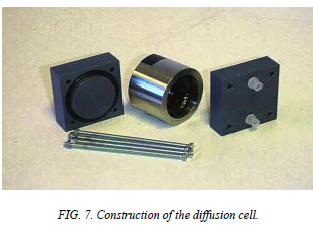 FIG. 7. Construction of the diffusion cell.